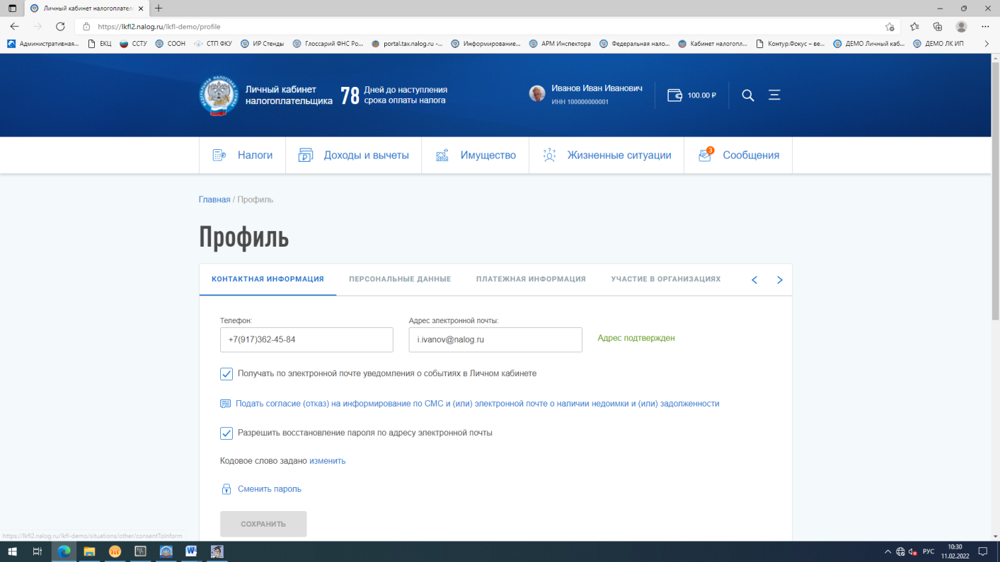 Личный кабинет налогоплател
https://lkfl2.nalog.ru/lkfl-demo/profile
Административная... ЕКЦ ССТУ СООН СТП ФКУ ИР Стенды Глоссарий ФНС Ро... portal.tax.nalog.ru -... Информирование... АРМ Инспектора Федеральная нало... Кабинет налогопл... Контур.Фокус – ве... ДЕМО Личный каб... ДЕМО ЛК ИП
Личный кабинет
налогоплательщика
78 Дней до наступления
срока оплаты налога
Иванов Иван Иванович
ИНН 100000000001
100.00 ₽
Налоги Доходы и вычеты Имущество Жизненные ситуации 3 Сообщения
Главная / Профиль
Профиль
КОНТАКТНАЯ ИНФОРМАЦИЯ ПЕРСОНАЛЬНЫЕ ДАННЫЕ ПЛАТЕЖНАЯ ИНФОРМАЦИЯ УЧАСТИЕ В ОРГАНИЗАЦИЯХ
Телефон: Адрес электронной почты:
+7(917)362-45-84 i.ivanov@nalog.ru Адрес подтвержден
Получать по электронной почте уведомления о событиях в Личном кабинете
Подать согласие (отказ) на информирование по СМС и (или) электронной почте о наличии недоимки и (или) задолженности
Разрешить восстановление пароля по адресу электронной почты
Кодовое слово задано изменить
Сменить пароль
СОХРАНИТЬ
https://lkfl2.nalog.ru/lkfl-demo/situations/other/consentToInform
РУС
10:30
11.02.2022